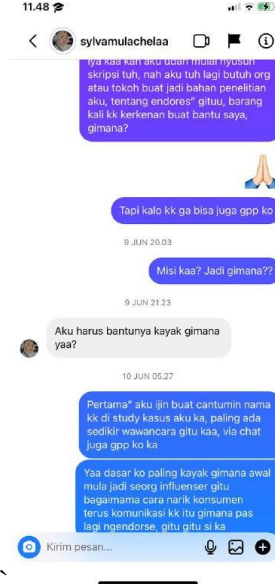 11.48
sylvamulachelaa
iya kaa kan aku udah mulai nyusun
skripsi tuh, nah aku tuh lagi butuh org
atau tokoh buat jadi bahan penelitian
aku, tentang endores" gituu, barang
kali kk kerkenan buat bantu saya,
gimana?
Tapi kalo kk ga bisa juga gpp ko
9 JUN 20.03
Misi kaa? Jadi gimana??
9 JUN 21.23
Aku harus bantunya kayak gimana
yaa?
10 JUN 05.27
Pertama" aku ijin buat cantumin nama
kk di study kasus aku ka, paling ada
sedikir wawancara gitu kaa, via chat
juga gpp ko ka
Yaa dasar ko paling kayak gimana awal
mula jadi seorg influenser gitu
bagaimama cara narik konsumen
terus komunikasi kk itu gimana pas
lagi ngendorse, gitu gitu si ka
Kirim pesan...